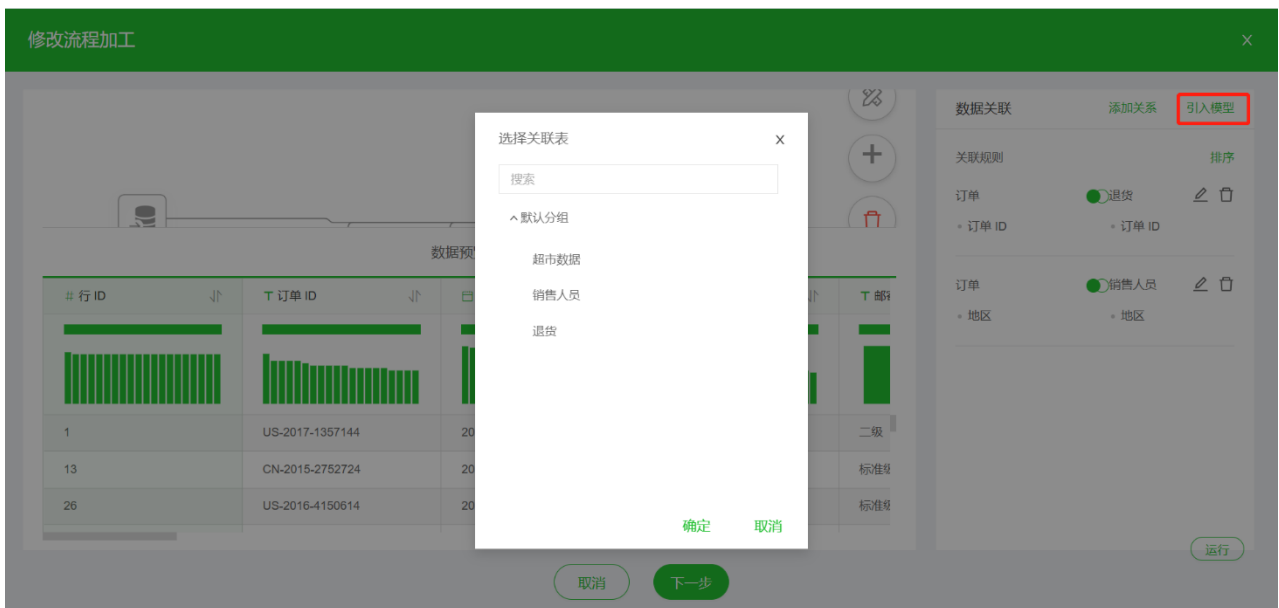 修改流程加工 X
选择关联表 X
搜索
默认分组
超市数据
销售人员
退货
确定 取消
数据预
# 行 ID T 订单 ID T 邮
1 US-2017-1357144 20 二级
13 CN-2015-2752724 20 标准级
26 US-2016-4150614 20 标准级
数据关联 添加关系 引入模型
关联规则 排序
订单 退货
订单 ID 订单 ID
订单 销售人员
地区 地区
运行
取消 下一步